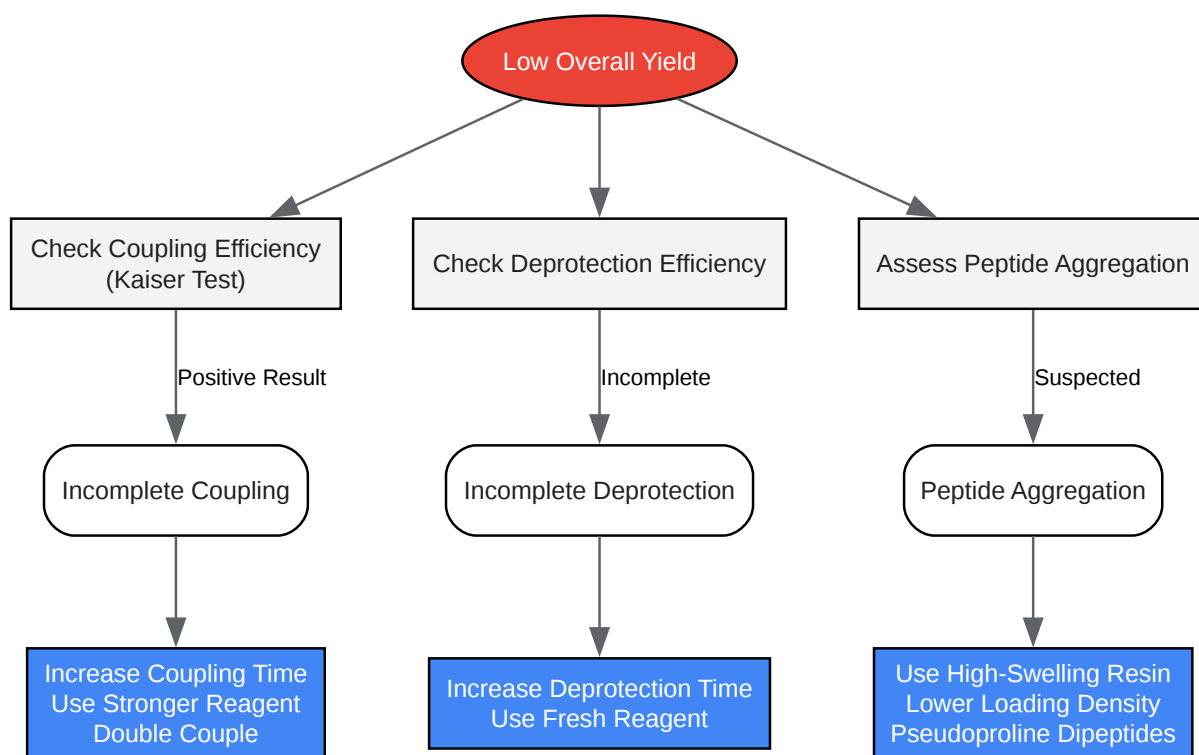 Low Overall Yield
Check Coupling Efficiency
(Kaiser Test)
Check Deprotection Efficiency
Assess Peptide Aggregation
Positive Result
Incomplete
Suspected
Incomplete Coupling
Incomplete Deprotection
Peptide Aggregation
Increase Coupling Time
Use Stronger Reagent
Double Couple
Increase Deprotection Time
Use Fresh Reagent
Use High-Swelling Resin
Lower Loading Density
Pseudoproline Dipeptides